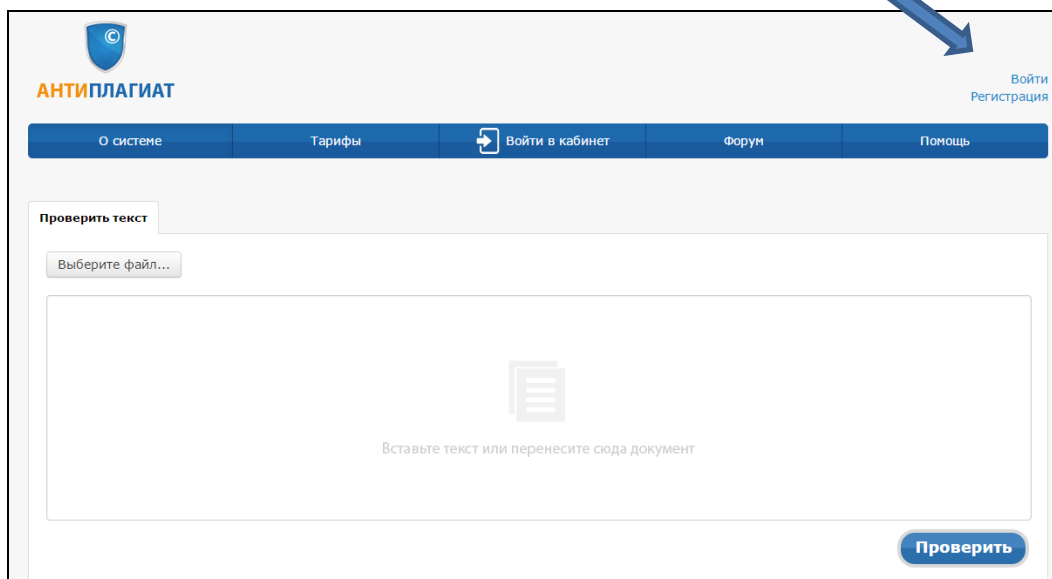 ©
АНТИПЛАГИАТ
Войти
Регистрация
О системе Тарифы Войти в кабинет Форум Помощь
Проверить текст
Выберите файл...
Вставьте текст или перенесите сюда документ
Проверить